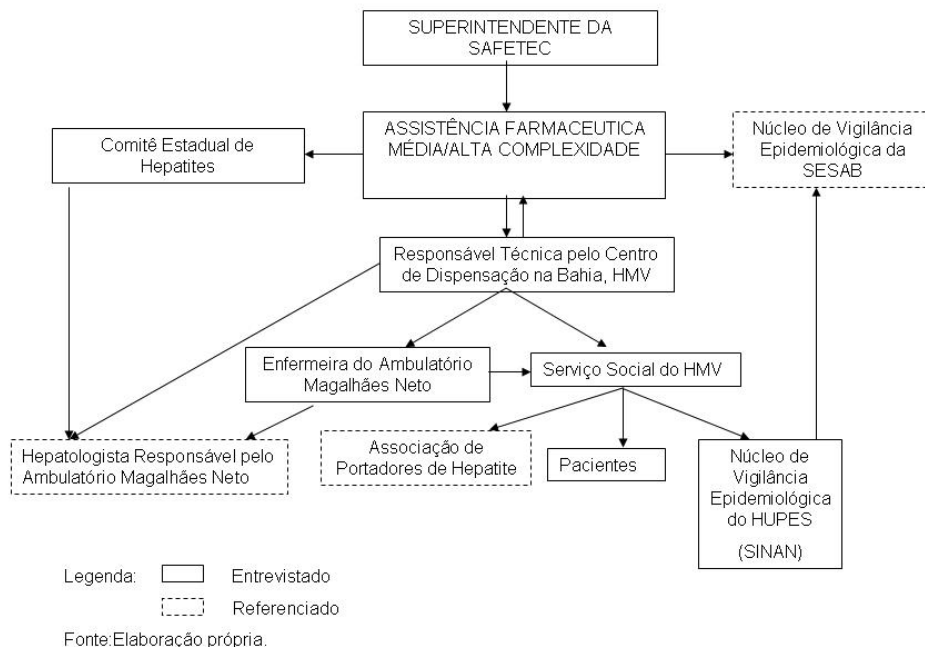 SUPERINTENDENTE DA
SAFETEC
ASSISTÊNCIA FARMACEUTICA
MÉDIA/ALTA COMPLEXIDADE
Comitê Estadual de
Hepatites
Núcleo de Vigilância
Epidemiológica da
SESAB
Responsável Técnica pelo Centro
de Dispensação na Bahia, HMV
Enfermeira do Ambulatório
Magalhães Neto
Serviço Social do HMV
Hepatologista Responsável pelo
Ambulatório Magalhães Neto
Associação de
Portadores de Hepatite
Pacientes
Núcleo de
Vigilância
Epidemiológica
do HUPES
(SINAN)
Legenda:
Entrevistado
Referenciado
Fonte:Elaboração própria.